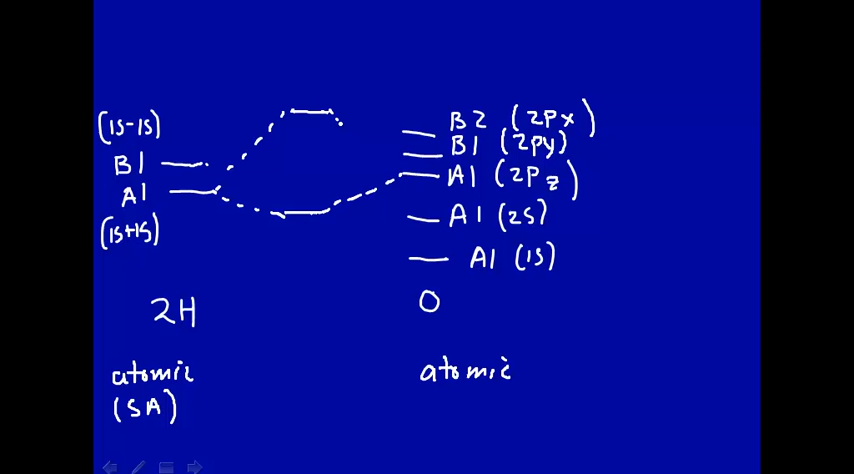 (1s-1s)
B1
A1
(1s+1s)
2H
atomic
(SA)
B2 (2Px)
B1 (2Py)
A1 (2Pz)
A1 (2s)
A1 (1s)
O
atomic